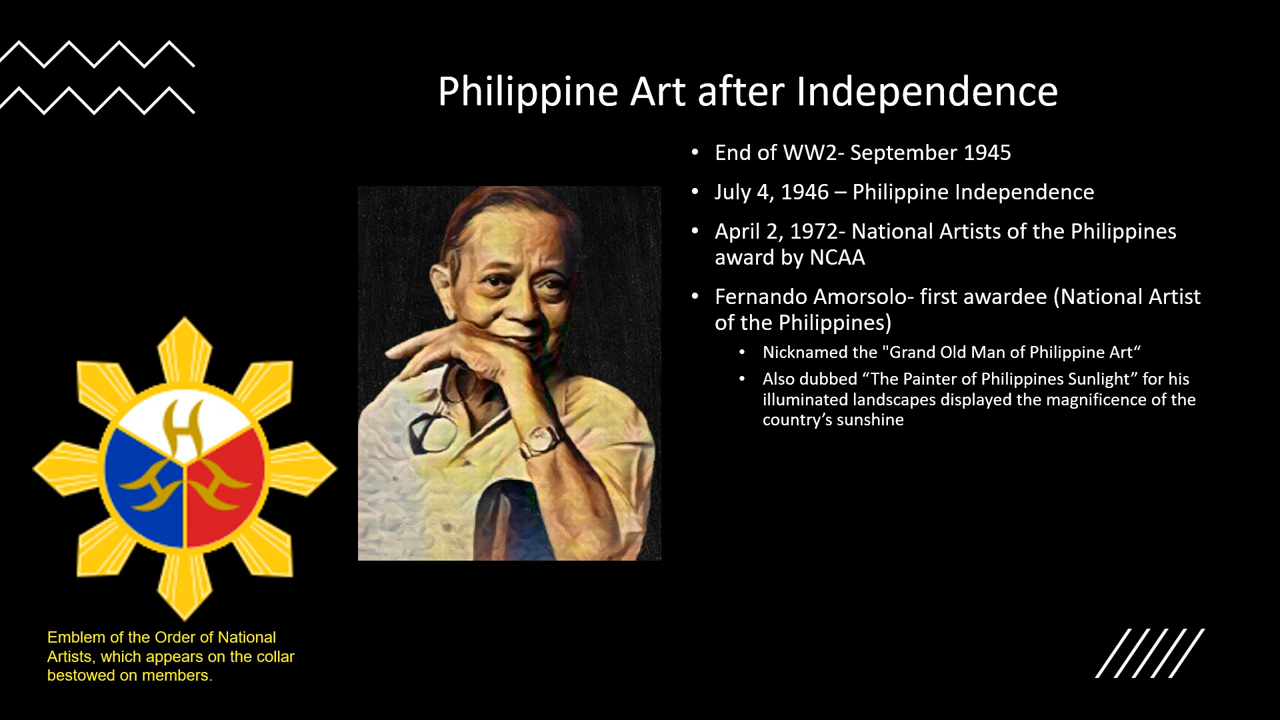 Philippine Art after Independence
• End of WW2- September 1945
• July 4, 1946 – Philippine Independence
• April 2, 1972- National Artists of the Philippines
award by NCAA
• Fernando Amorsolo- first awardee (National Artist
of the Philippines)
• Nicknamed the "Grand Old Man of Philippine Art“
• Also dubbed “The Painter of Philippines Sunlight” for his
illuminated landscapes displayed the magnificence of the
country’s sunshine
Emblem of the Order of National
Artists, which appears on the collar
bestowed on members.